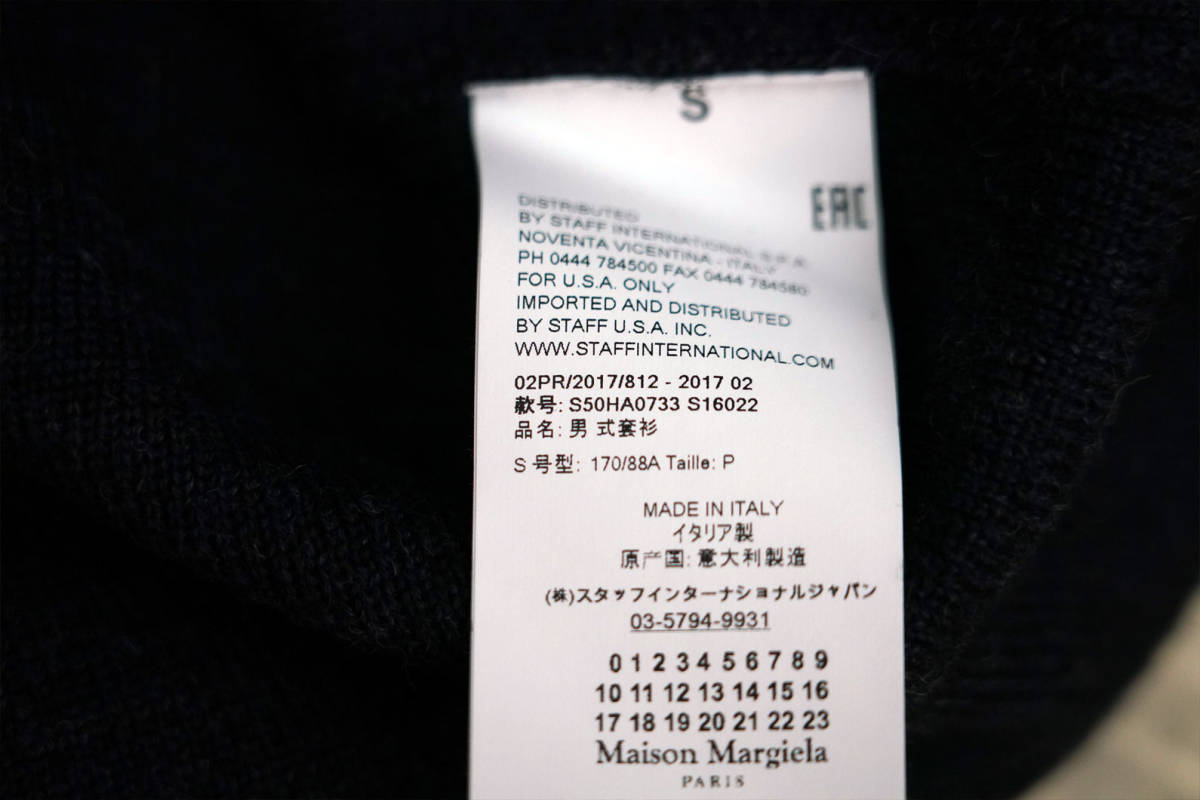 S
EAC
DISTRIBUTED
BY STAFF INTERNATIONAL S.P.A.
NOVENTA VICENTINA - ITALY
PH 0444 784500 FAX 0444 784580
FOR U.S.A. ONLY
IMPORTED AND DISTRIBUTED
BY STAFF U.S.A. INC.
WWW.STAFFINTERNATIONAL.COM
02PR/2017/812 - 2017 02
款号: S50HA0733 S16022
品名: 男 式套衫
S 号型: 170/88A Taille: P
MADE IN ITALY
イタリア製
原产国: 意大利製造
(株)スタッフインターナショナルジャパン
03-5794-9931
0 1 2 3 4 5 6 7 8 9
10 11 12 13 14 15 16
17 18 19 20 21 22 23
Maison Margiela
PARIS